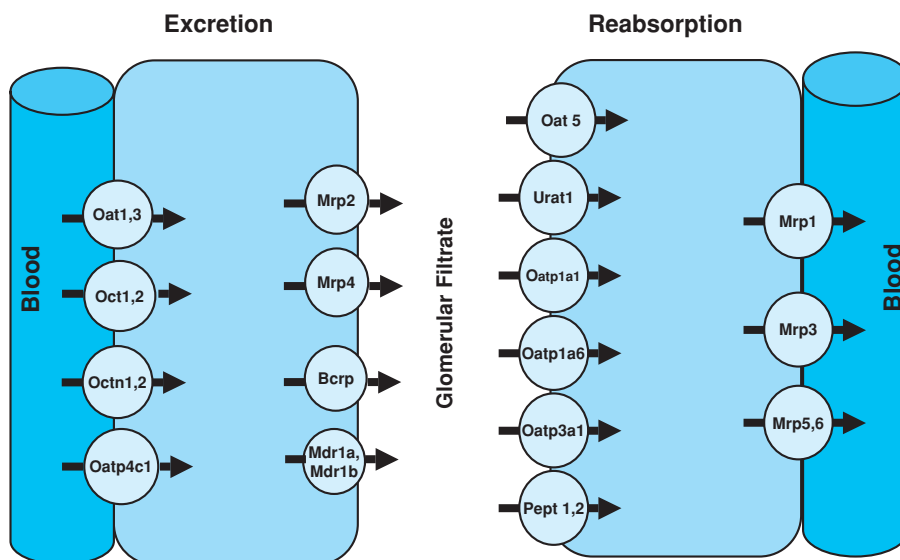 Excretion
Reabsorption
Blood
Oat1,3
Oct1,2
Octn1,2
Oatp4c1
Mrp2
Mrp4
Bcrp
Mdr1a,
Mdr1b
Glomerular Filtrate
Oat 5
Urat1
Oatp1a1
Oatp1a6
Oatp3a1
Pept 1,2
Mrp1
Mrp3
Mrp5,6
Blood